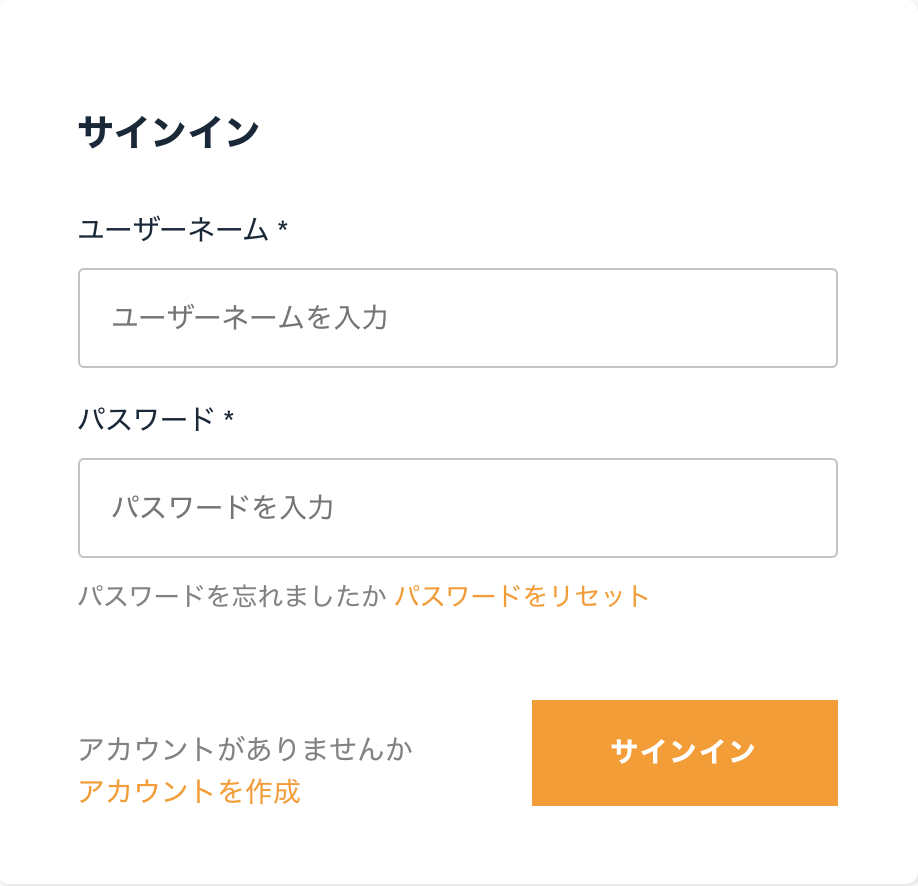 サインイン
ユーザーネーム *
ユーザーネームを入力
パスワード *
パスワードを入力
パスワードを忘れましたか パスワードをリセット
アカウントがありませんか
アカウントを作成
サインイン